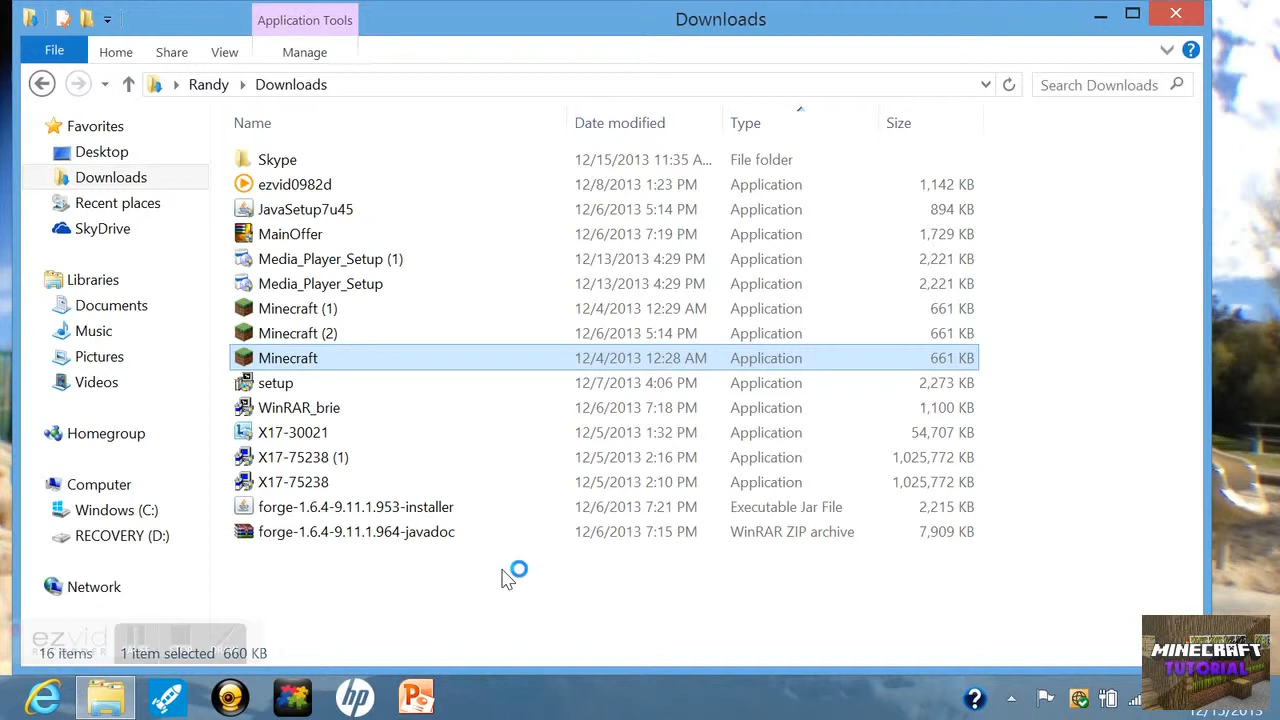 Application Tools
Downloads
File
Home
Share
View
Manage
Randy
Downloads
Search Downloads
Name
Date modified
Type
Size
Favorites
Desktop
Downloads
Recent places
SkyDrive
Libraries
Documents
Music
Pictures
Videos
Homegroup
Computer
Windows (C:)
RECOVERY (D:)
Network
Skype 12/15/2013 11:35 A... File folder
ezvid0982d 12/8/2013 1:23 PM Application 1,142 KB
JavaSetup7u45 12/6/2013 5:14 PM Application 894 KB
MainOffer 12/6/2013 7:19 PM Application 1,729 KB
Media_Player_Setup (1) 12/13/2013 4:29 PM Application 2,221 KB
Media_Player_Setup 12/13/2013 4:29 PM Application 2,221 KB
Minecraft (1) 12/4/2013 12:29 AM Application 661 KB
Minecraft (2) 12/6/2013 5:14 PM Application 661 KB
Minecraft 12/4/2013 12:28 AM Application 661 KB
setup 12/7/2013 4:06 PM Application 2,273 KB
WinRAR_brie 12/6/2013 7:18 PM Application 1,100 KB
X17-30021 12/5/2013 1:32 PM Application 54,707 KB
X17-75238 (1) 12/5/2013 2:16 PM Application 1,025,772 KB
X17-75238 12/5/2013 2:10 PM Application 1,025,772 KB
forge-1.6.4-9.11.1.953-installer 12/6/2013 7:21 PM Executable Jar File 2,215 KB
forge-1.6.4-9.11.1.964-javadoc 12/6/2013 7:15 PM WinRAR ZIP archive 7,909 KB
ezvid
16 items 1 item selected 660 KB
MINECRAFT
TUTORIAL
hp
12/15/2013